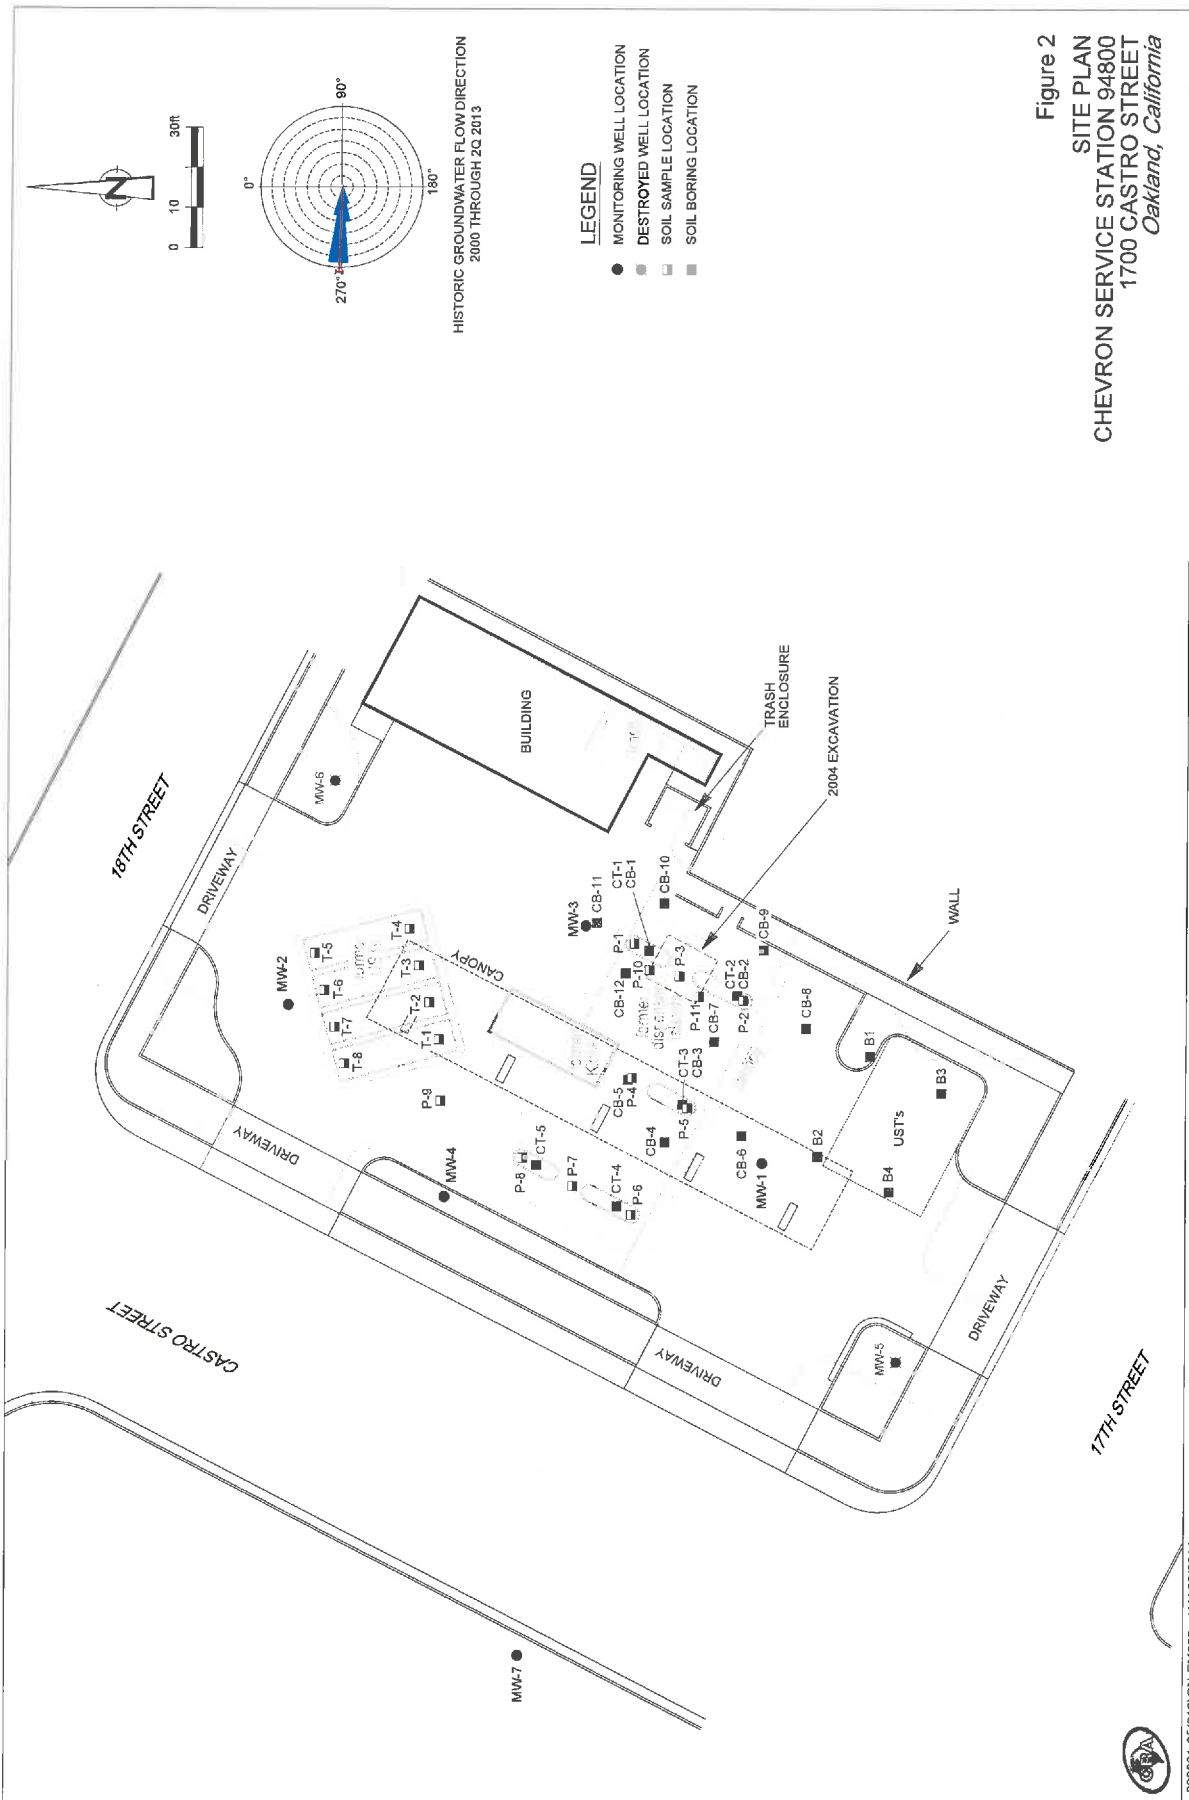 Figure 2
SITE PLAN
CHEVRON SERVICE STATION 94800
1700 CASTRO STREET
Oakland, California
N
0
10
30ft
0°
90°
180°
270°
HISTORIC GROUNDWATER FLOW DIRECTION
2000 THROUGH 2Q 2013
LEGEND
MONITORING WELL LOCATION
DESTROYED WELL LOCATION
SOIL SAMPLE LOCATION
SOIL BORING LOCATION
18TH STREET
DRIVEWAY
MW-6
BUILDING
TRASH
ENCLOSURE
2004 EXCAVATION
WALL
MW-2
T-5
T-6
T-7
T-8
T-4
T-3
T-2
T-1
CANOPY
MW-3
CB-11
CT-1
CB-1
CB-10
P-1
P-10
CB-12
P-3
P-11
CT-2
CB-2
P-2
CB-9
CB-7
CB-8
former
CT-3
CB-3
CB-5
P-4
P-5
CB-4
CB-6
MW-1
P-9
DRIVEWAY
MW-4
P-8
CT-5
P-7
CT-4
P-6
B1
B2
B3
B4
UST's
CASTRO STREET
DRIVEWAY
DRIVEWAY
MW-5
17TH STREET
MW-7
CRA